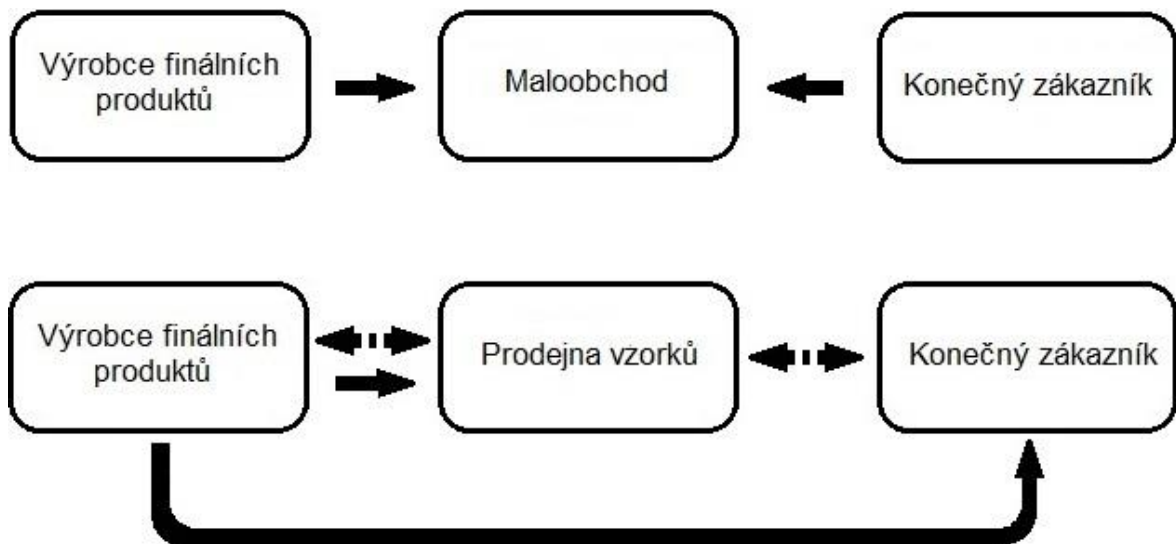 Výrobce finálních
produktů
Maloobchod
Konečný zákazník
Výrobce finálních
produktů
Prodejna vzorků
Konečný zákazník